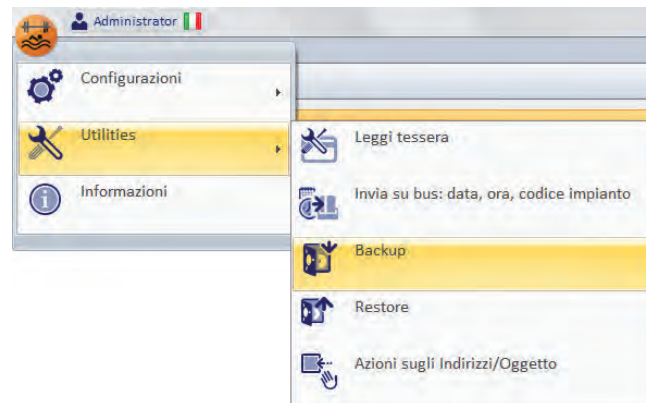 Administrator
Configurazioni
Utilities
Informazioni
Leggi tessera
Invia su bus: data, ora, codice impianto
Backup
Restore
Azioni sugli Indirizzi/Oggetto